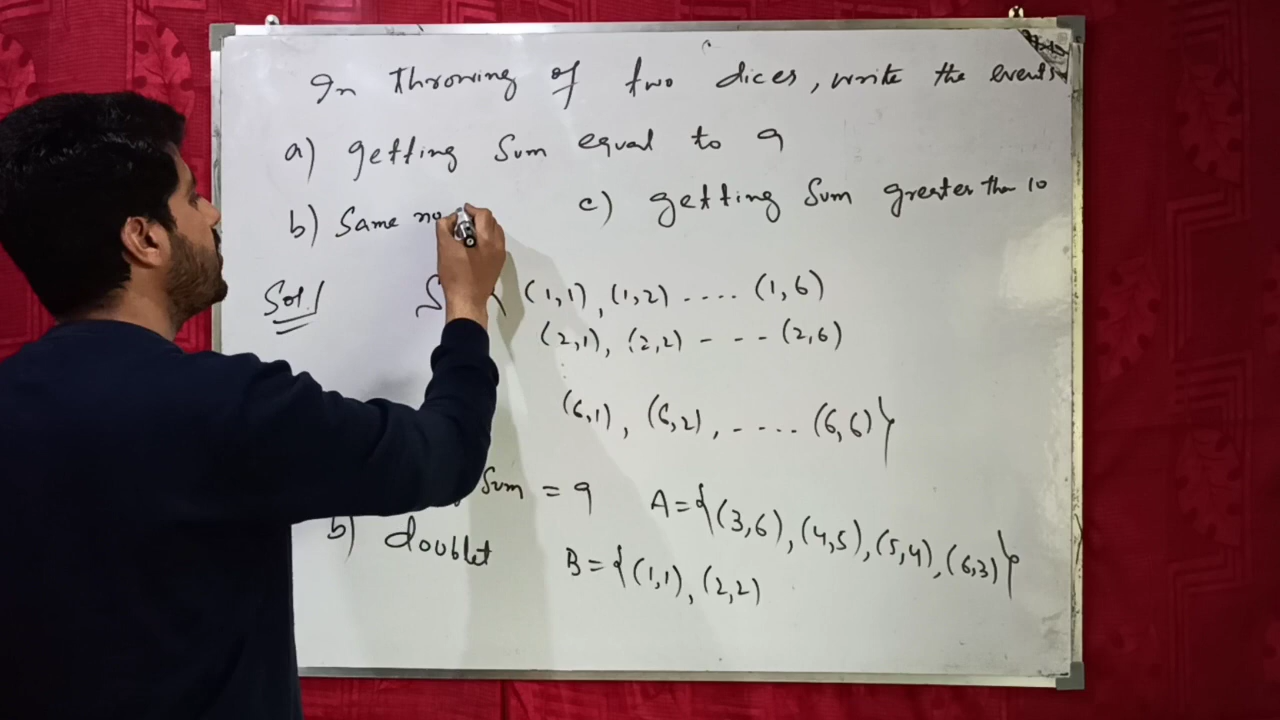 In throwing of two dices, write the events
a) getting Sum equal to 9
b) Same no c) getting Sum greater than 10
Sol. (1,1), (1,2) .... (1,6)
(2,1), (2,2) - - - (2,6)
(6,1), (6,2), ..... (6,6)}
Sum = 9 A={(3,6), (4,5), (5,4), (6,3)}
b) doublet B={(1,1), (2,2)